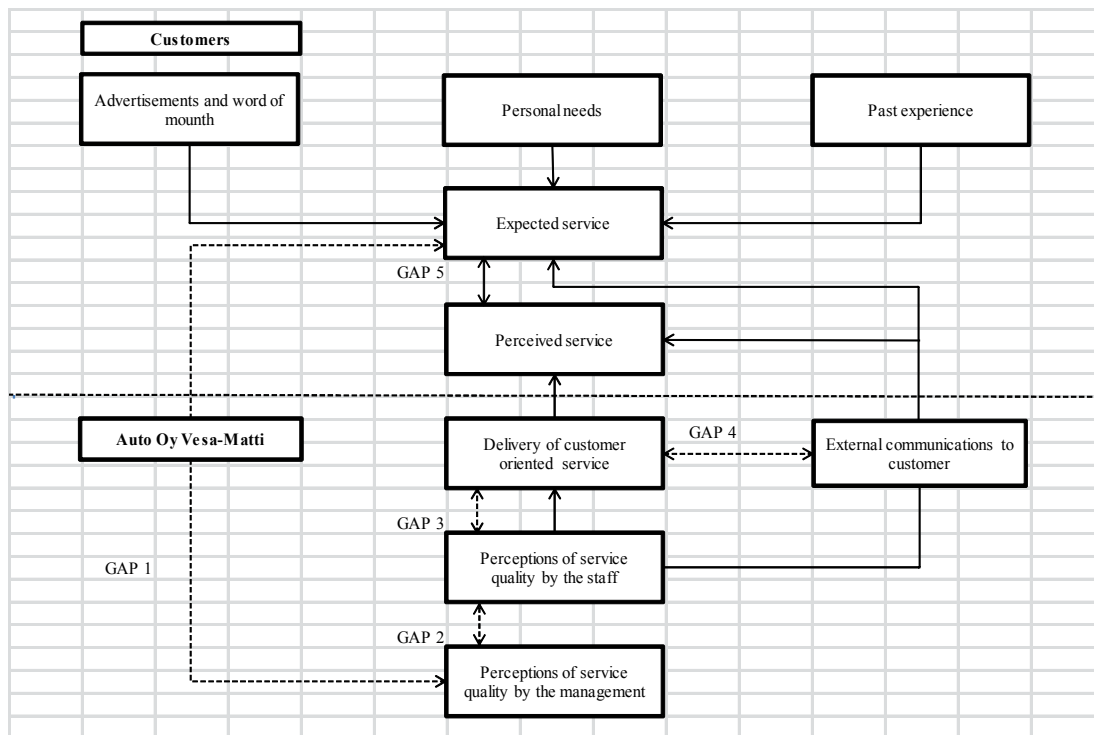 Customers
Advertisements and word of
mounth
Personal needs
Past experience
Expected service
GAP 5
Perceived service
Auto Oy Vesa-Matti
Delivery of customer
oriented service
GAP 4
External communications to
customer
GAP 3
GAP 1
Perceptions of service
quality by the staff
GAP 2
Perceptions of service
quality by the management